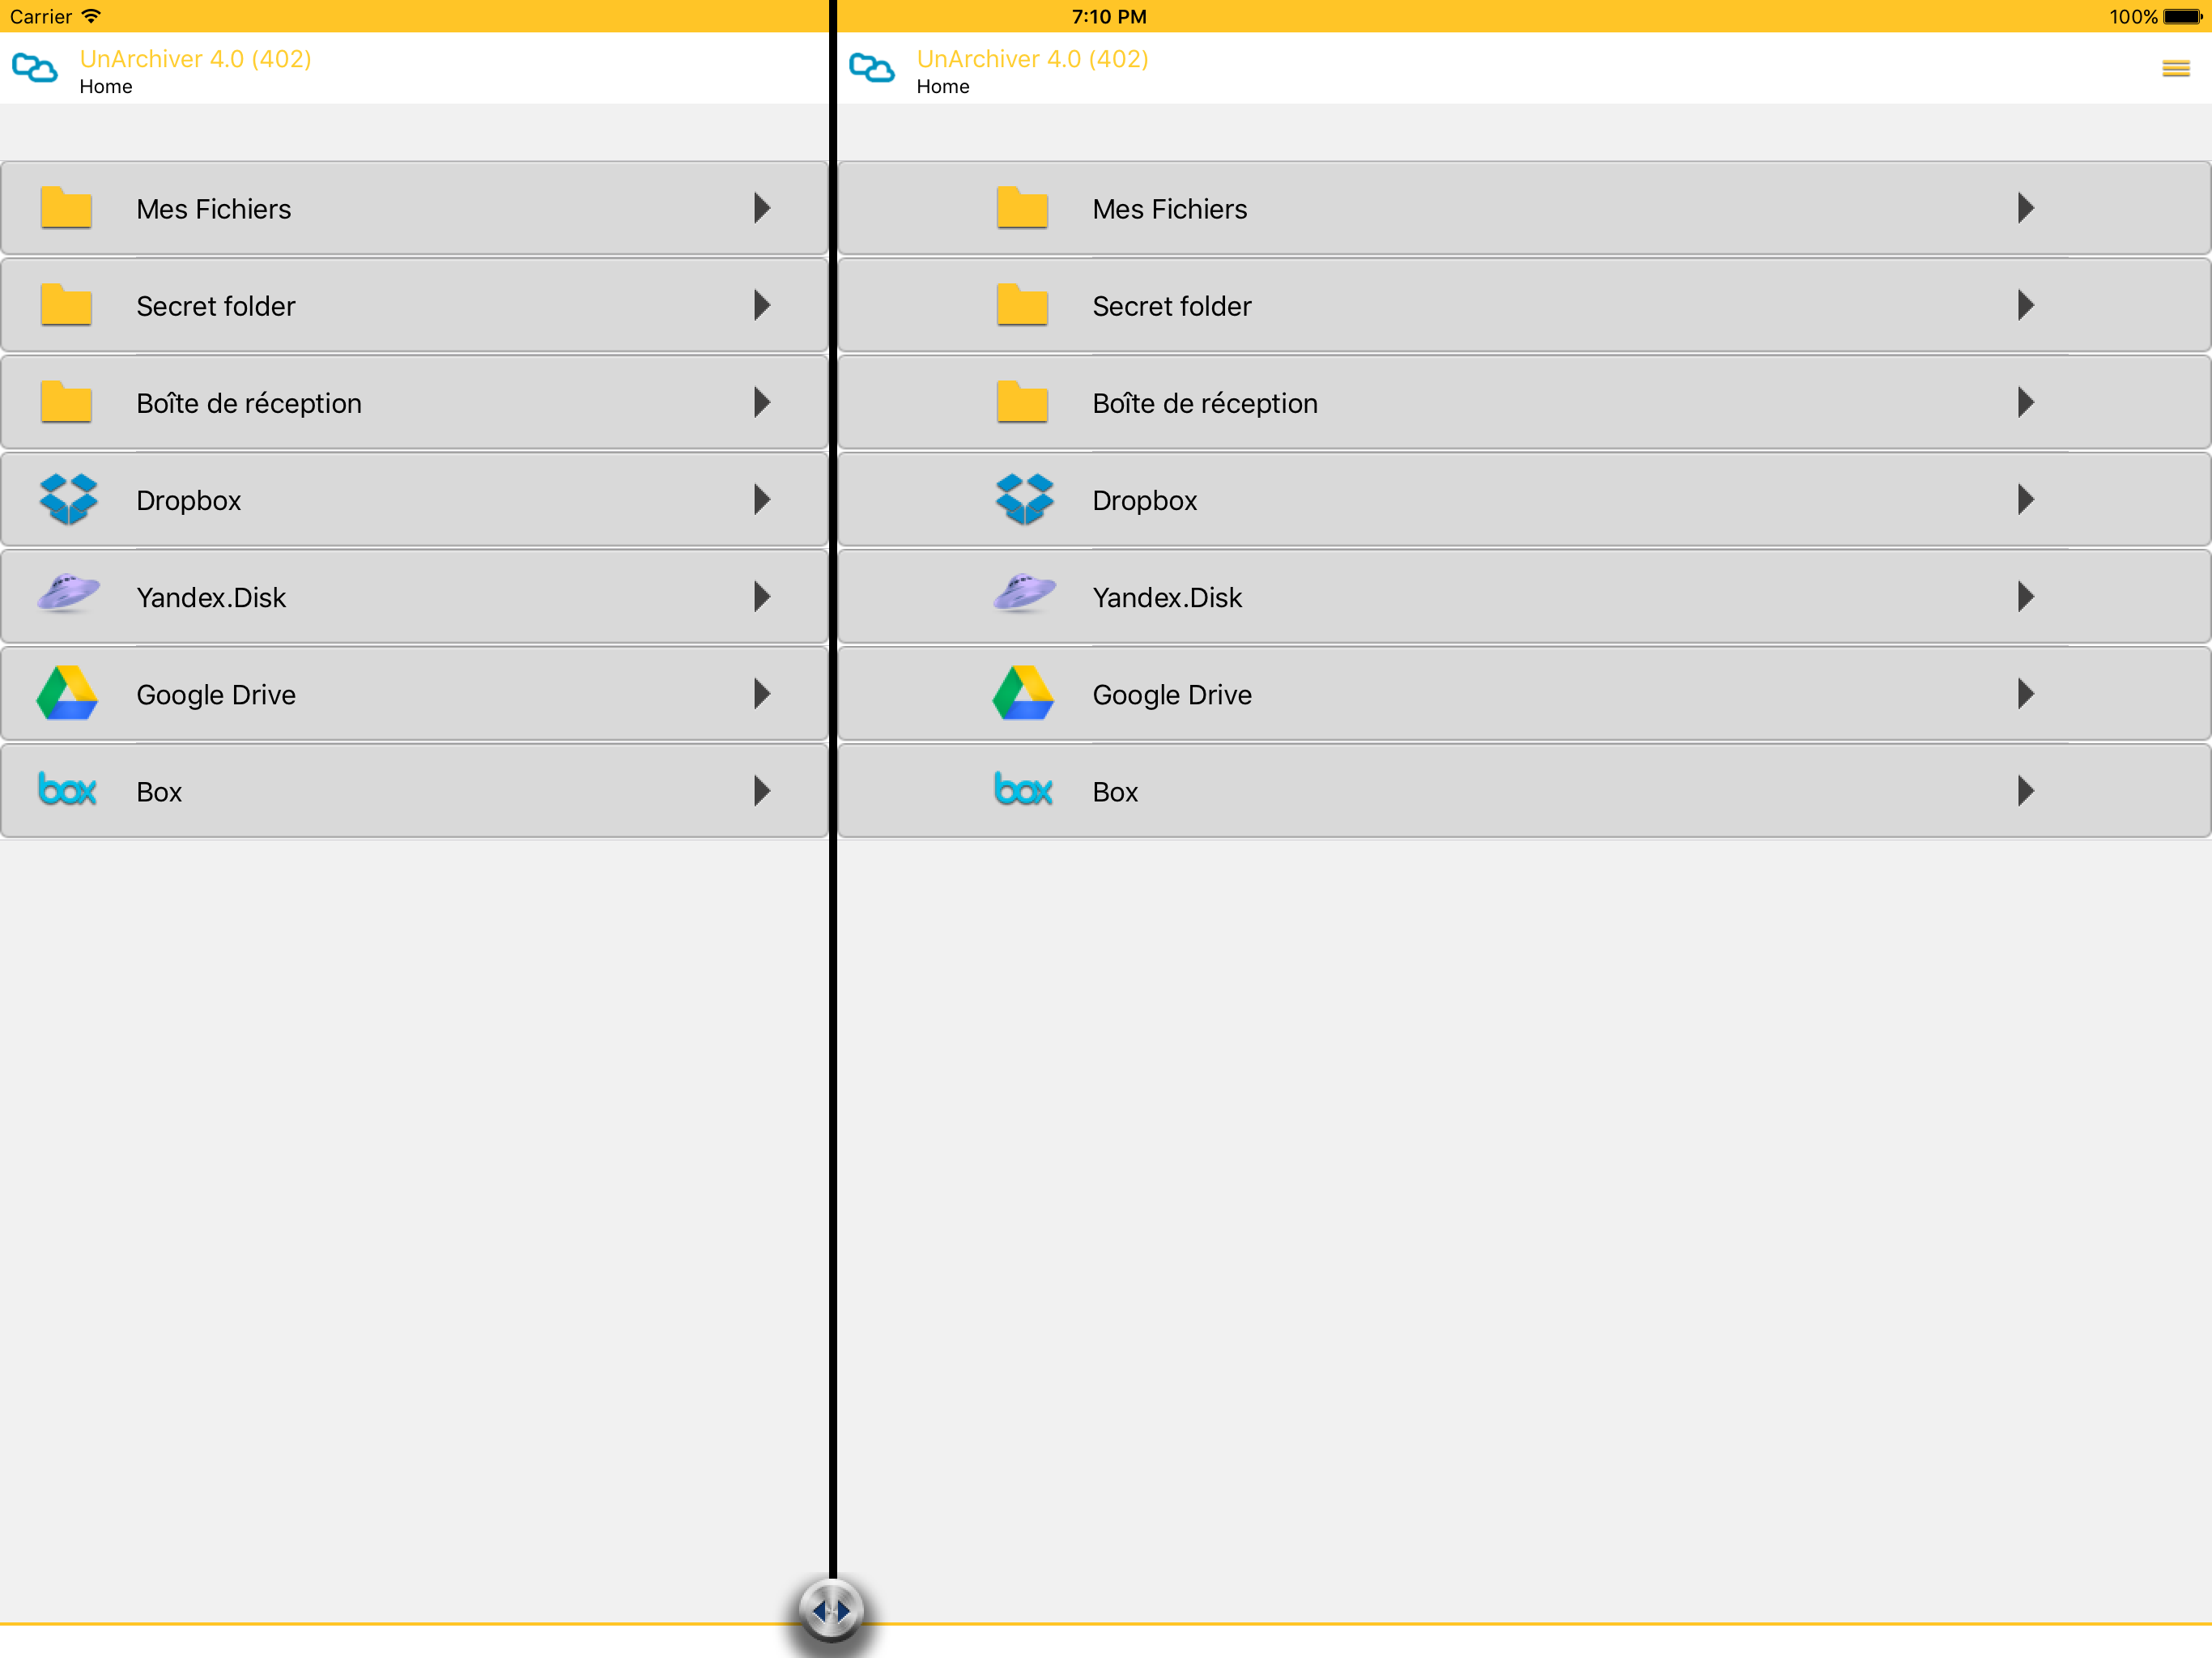 Carrier
7:10 PM
100%
UnArchiver 4.0 (402)
Home
Mes Fichiers
Secret folder
Boîte de réception
Dropbox
Yandex.Disk
Google Drive
box Box
UnArchiver 4.0 (402)
Home
Mes Fichiers
Secret folder
Boîte de réception
Dropbox
Yandex.Disk
Google Drive
box Box